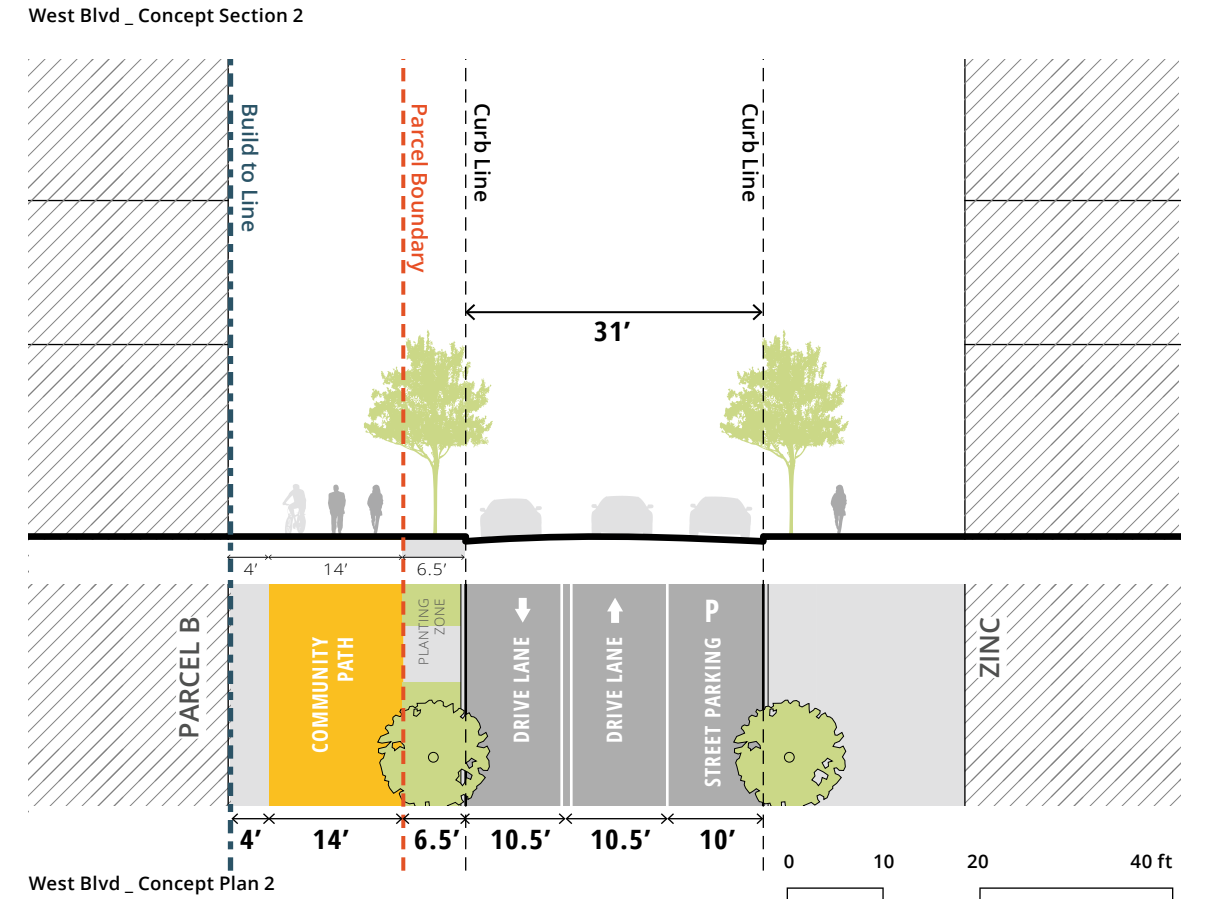 West Blvd _ Concept Section 2
Build to Line
Parcel Boundary
Curb Line
Curb Line
31’
4’
14’
6.5’
PARCEL B
COMMUNITY
PATH
PLANTING
ZONE
DRIVE LANE
DRIVE LANE
P
STREET PARKING
ZINC
4’
14’
6.5’
10.5’
10.5’
10’
0
10
20
40 ft
West Blvd _ Concept Plan 2